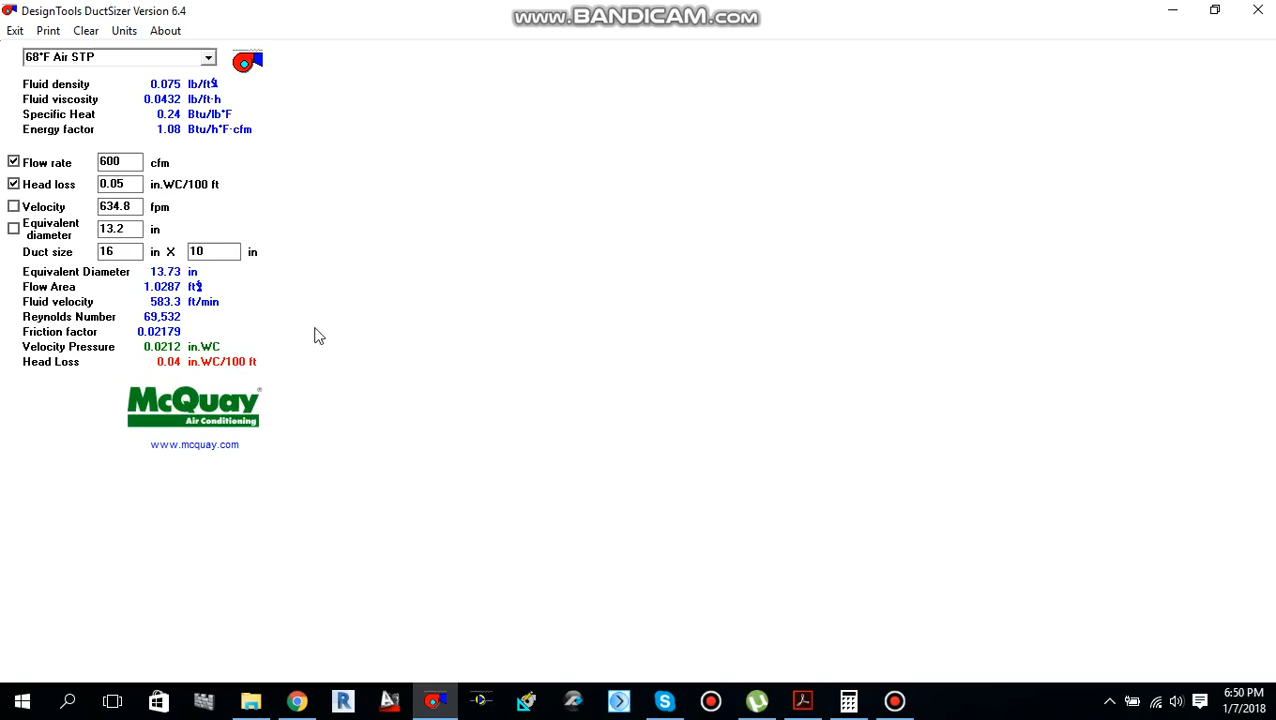 DesignTools DuctSizer Version 6.4
www.BANDICAM.com
Exit Print Clear Units About
68°F Air STP
Fluid density 0.075 lb/ft3
Fluid viscosity 0.0432 lb/ft·h
Specific Heat 0.24 Btu/lb°F
Energy factor 1.08 Btu/h°F·cfm
Flow rate 600 cfm
Head loss 0.05 in.WC/100 ft
Velocity 634.8 fpm
Equivalent diameter 13.2 in
Duct size 16 in X 10 in
Equivalent Diameter 13.73 in
Flow Area 1.0287 ft2
Fluid velocity 583.3 ft/min
Reynolds Number 69,532
Friction factor 0.02179
Velocity Pressure 0.0212 in.WC
Head Loss 0.04 in.WC/100 ft
McQuay®
Air Conditioning
www.mcquay.com
6:50 PM
1/7/2018